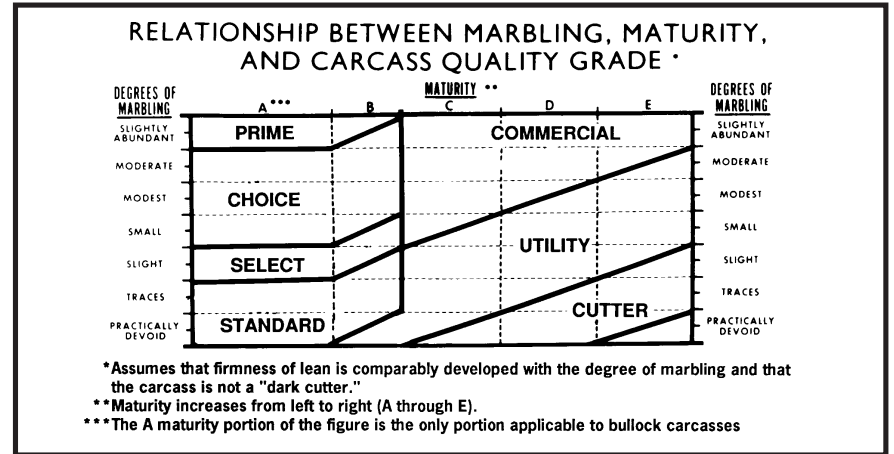 RELATIONSHIP BETWEEN MARBLING, MATURITY,
AND CARCASS QUALITY GRADE *
DEGREES OF
MARBLING
MATURITY **
DEGREES OF
MARBLING
A*** B C D E
SLIGHTLY
ABUNDANT
PRIME
COMMERCIAL
SLIGHTLY
ABUNDANT
MODERATE
MODERATE
MODEST
CHOICE
MODEST
SMALL
SMALL
UTILITY
SLIGHT
SELECT
SLIGHT
TRACES
TRACES
CUTTER
PRACTICALLY
DEVOID
STANDARD
PRACTICALLY
DEVOID
*Assumes that firmness of lean is comparably developed with the degree of marbling and that
the carcass is not a "dark cutter."
**Maturity increases from left to right (A through E).
***The A maturity portion of the figure is the only portion applicable to bullock carcasses